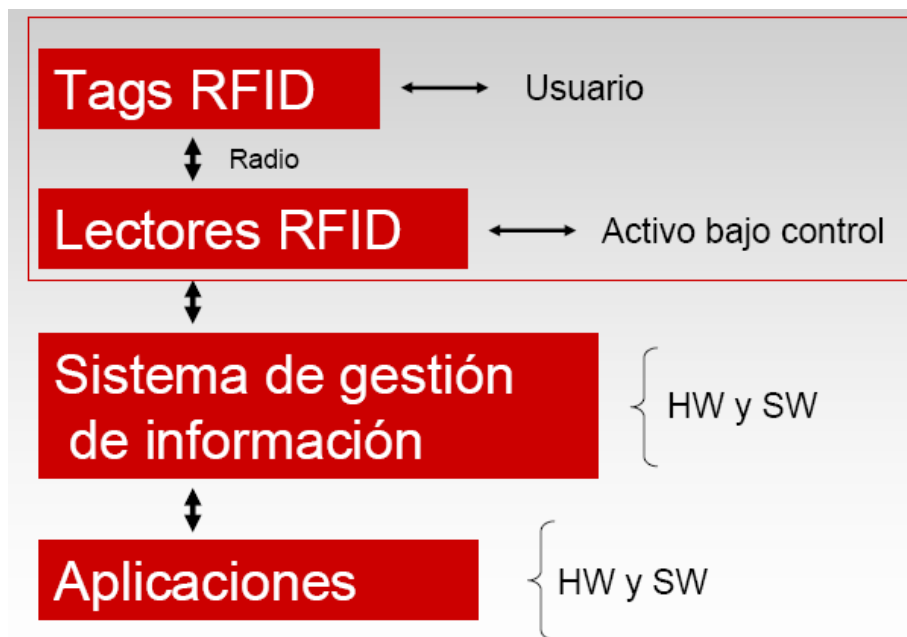 Tags RFID
Usuario
Radio
Lectores RFID
Activo bajo control
Sistema de gestión
de información
HW y SW
Aplicaciones
HW y SW